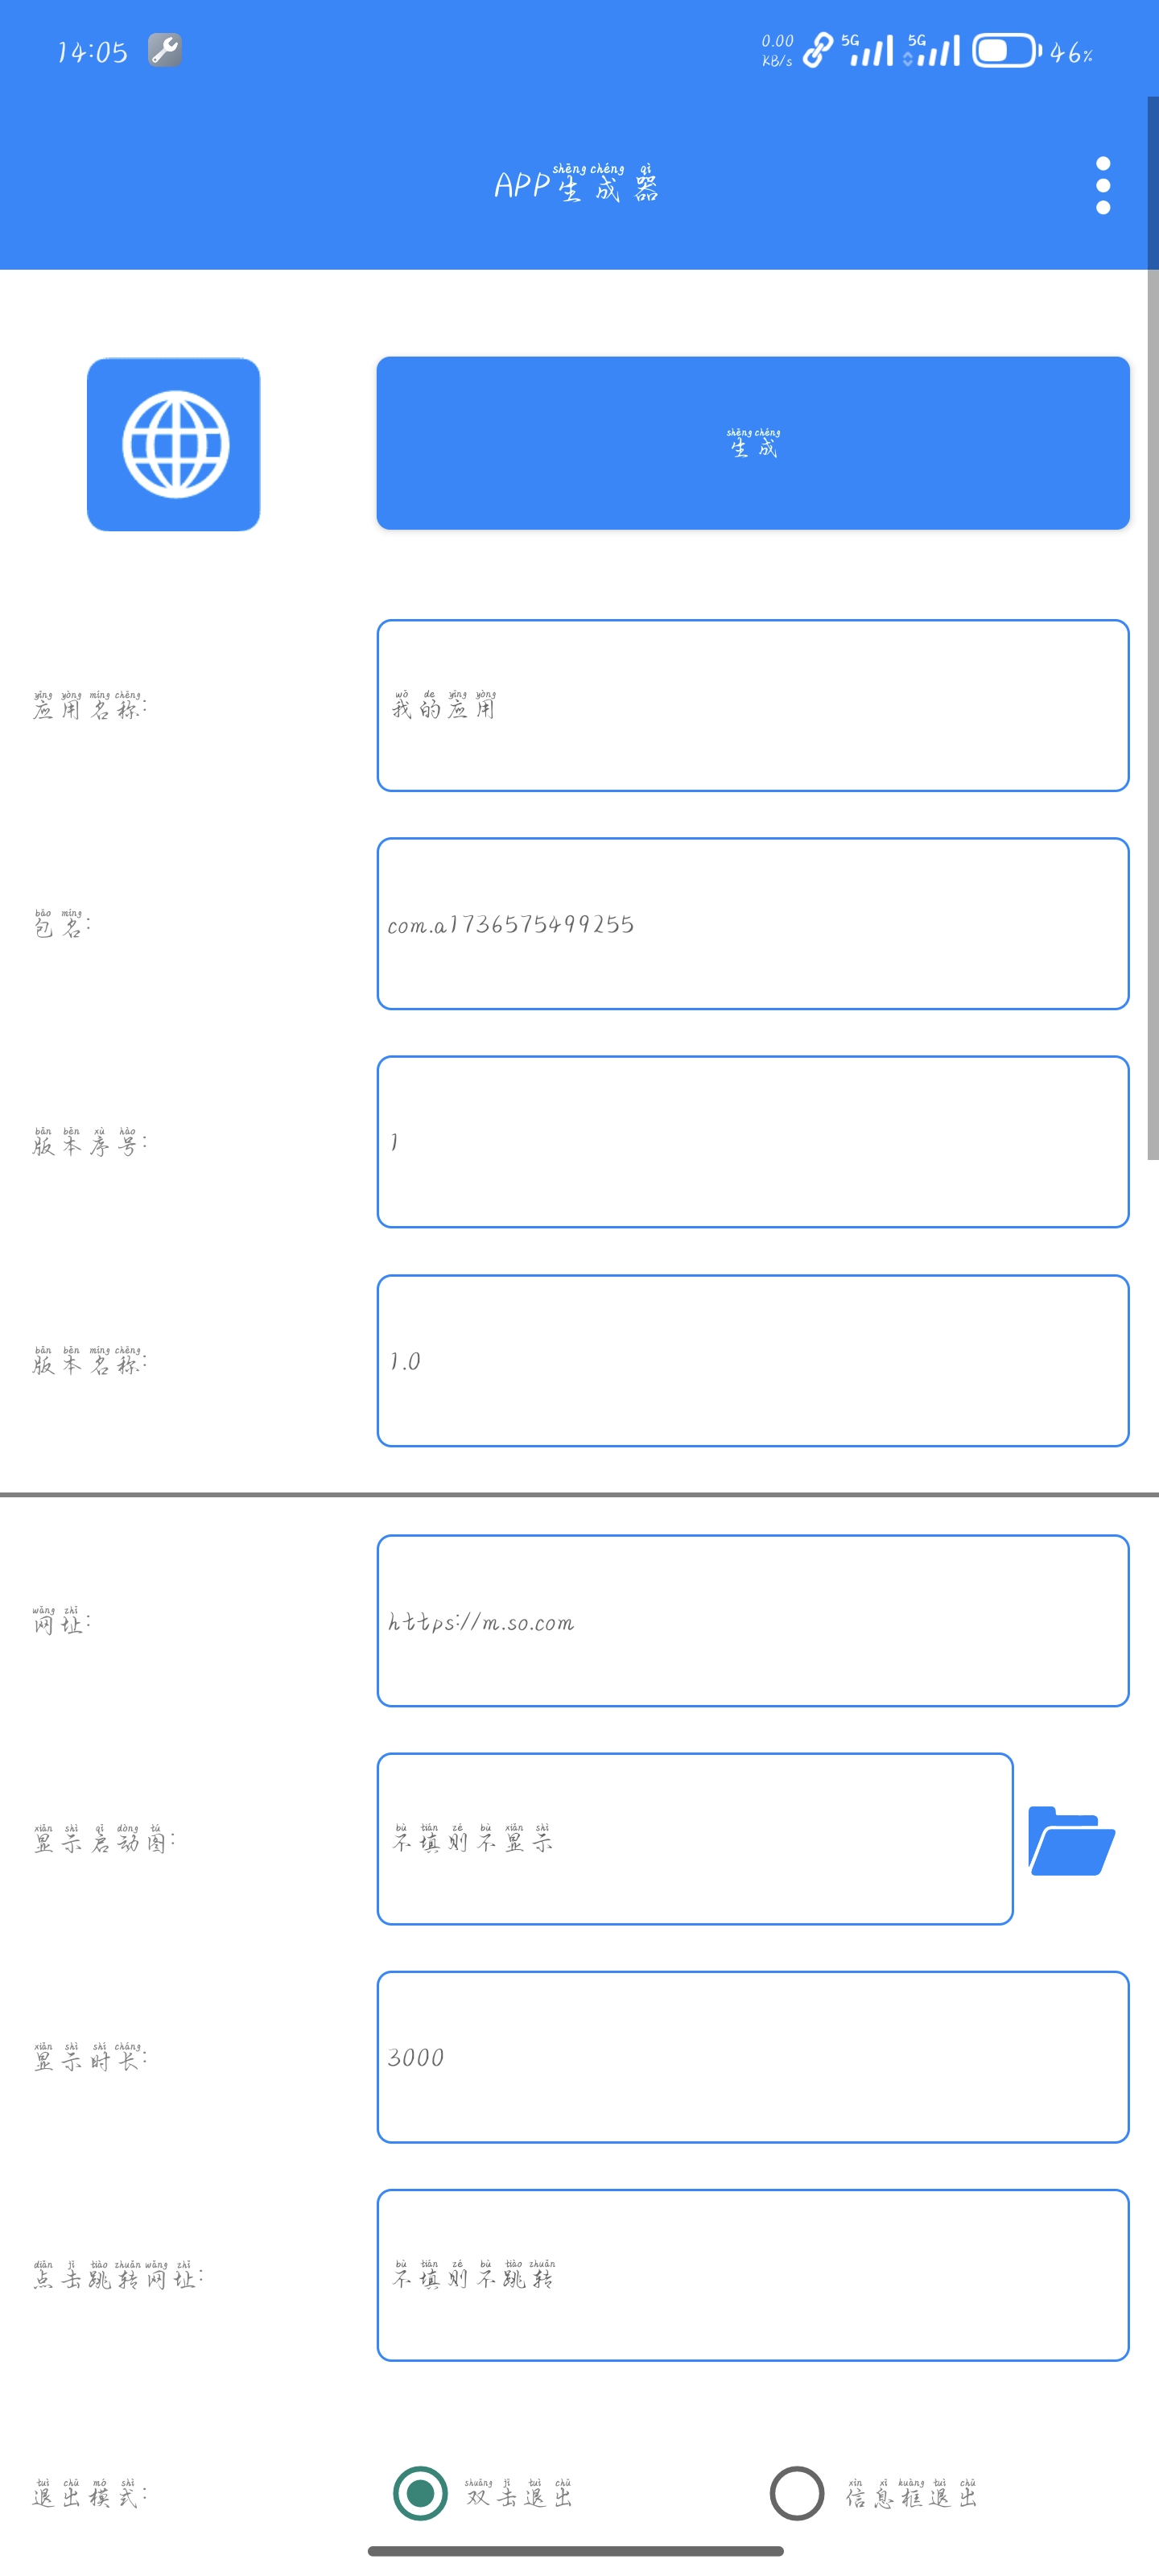 14:05 0.00 KB/s 5G 5G 46%
APP生成器
生成
应用名称: 我的应用
包名: com.a1736575499255
版本序号: 1
版本名称: 1.0
网址: https://m.so.com
显示启动图: 不填则不显示
显示时长: 3000
点击跳转网址: 不填则不跳转
退出模式: 双击退出 信息框退出